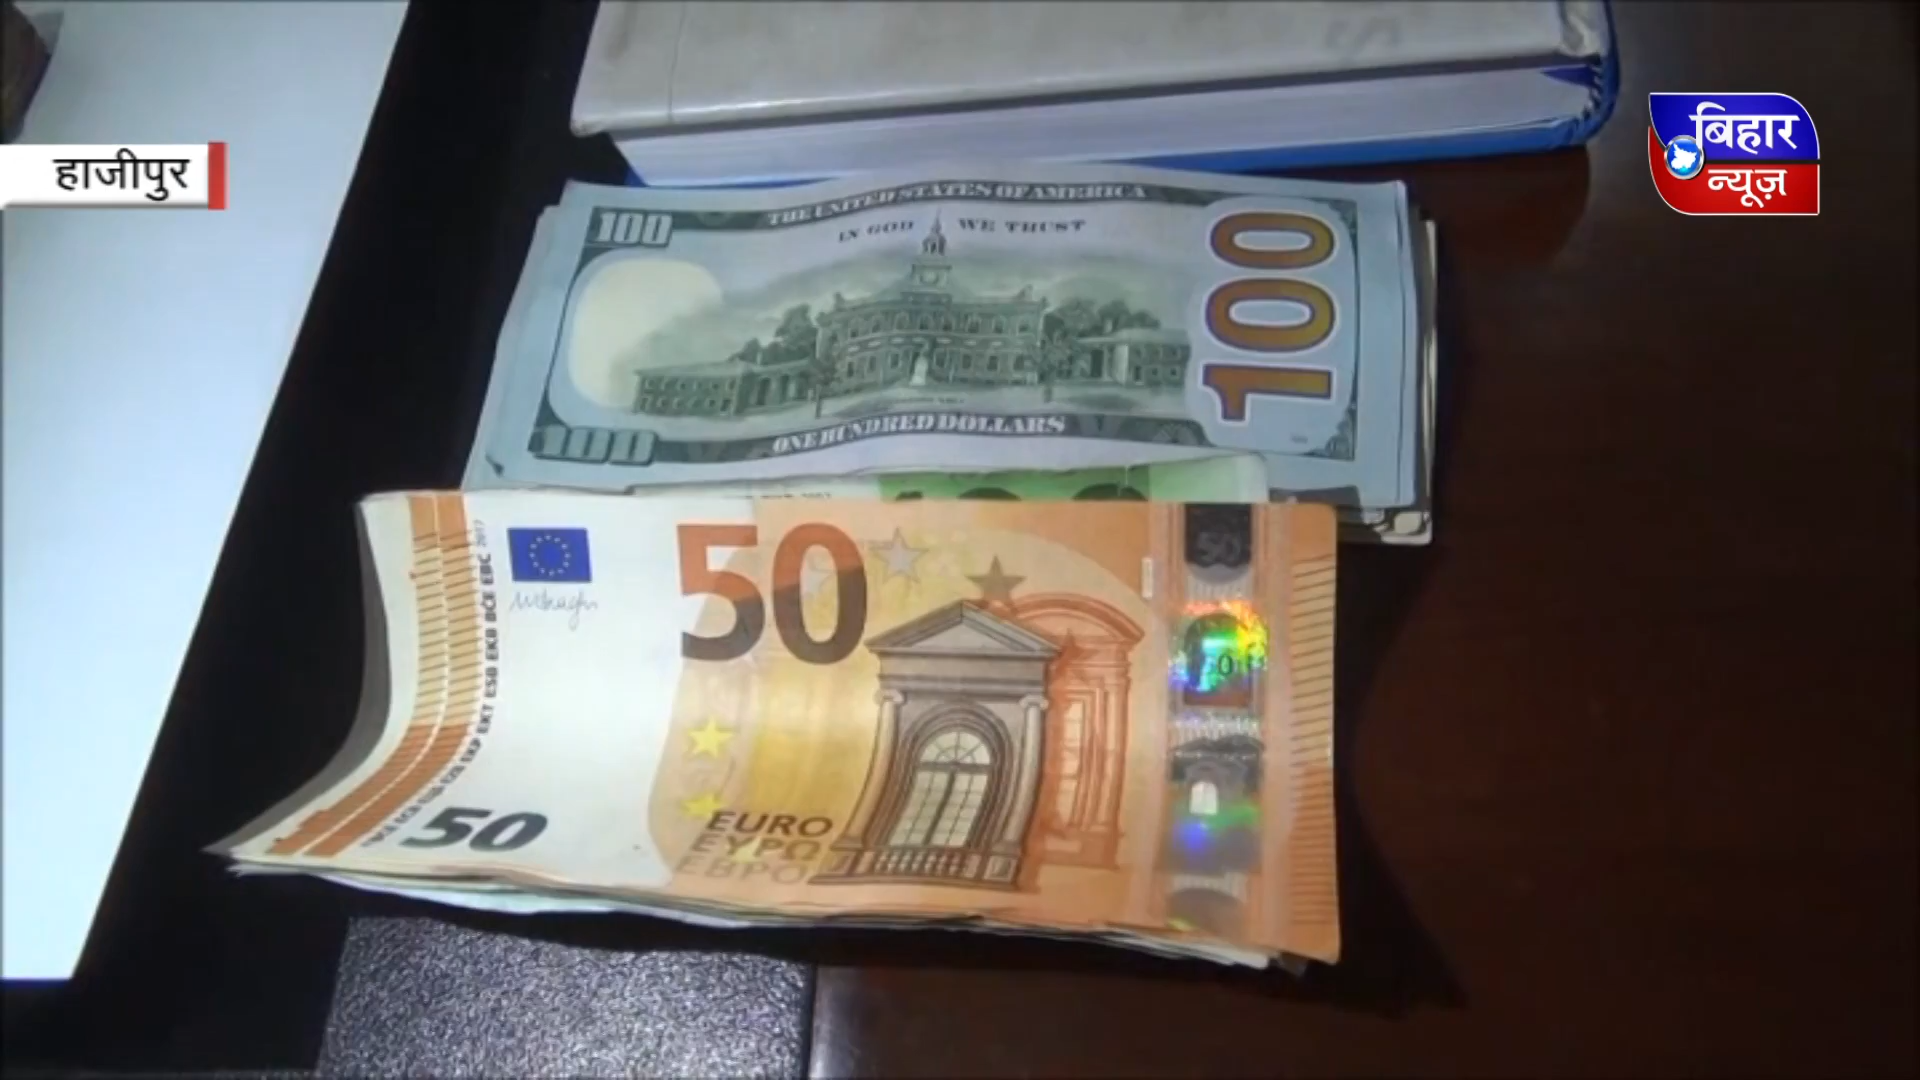 हाजीपुर
बिहार
न्यूज़
THE UNITED STATES OF AMERICA
100
IN GOD WE TRUST
100
100
ONE HUNDRED DOLLARS
50
50
EURO
ΕΥΡΩ
ЕВРО
50